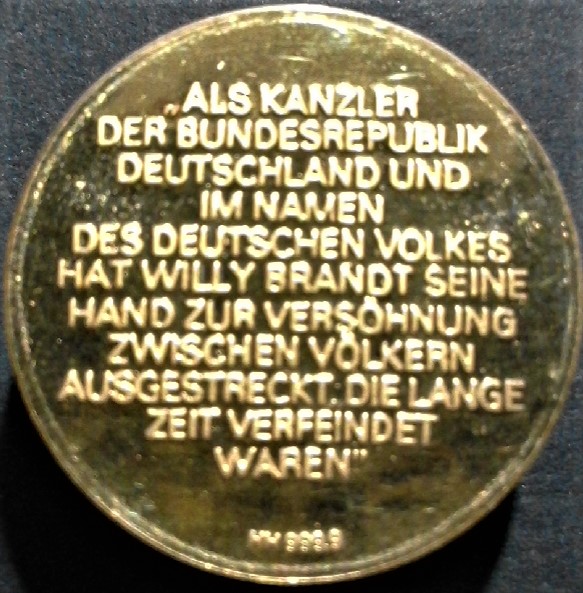 „ALS KANZLER
DER BUNDESREPUBLIK
DEUTSCHLAND UND
IM NAMEN
DES DEUTSCHEN VOLKES
HAT WILLY BRANDT SEINE
HAND ZUR VERSÖHNUNG
ZWISCHEN VÖLKERN
AUSGESTRECKT. DIE LANGE
ZEIT VERFEINDET
WAREN"